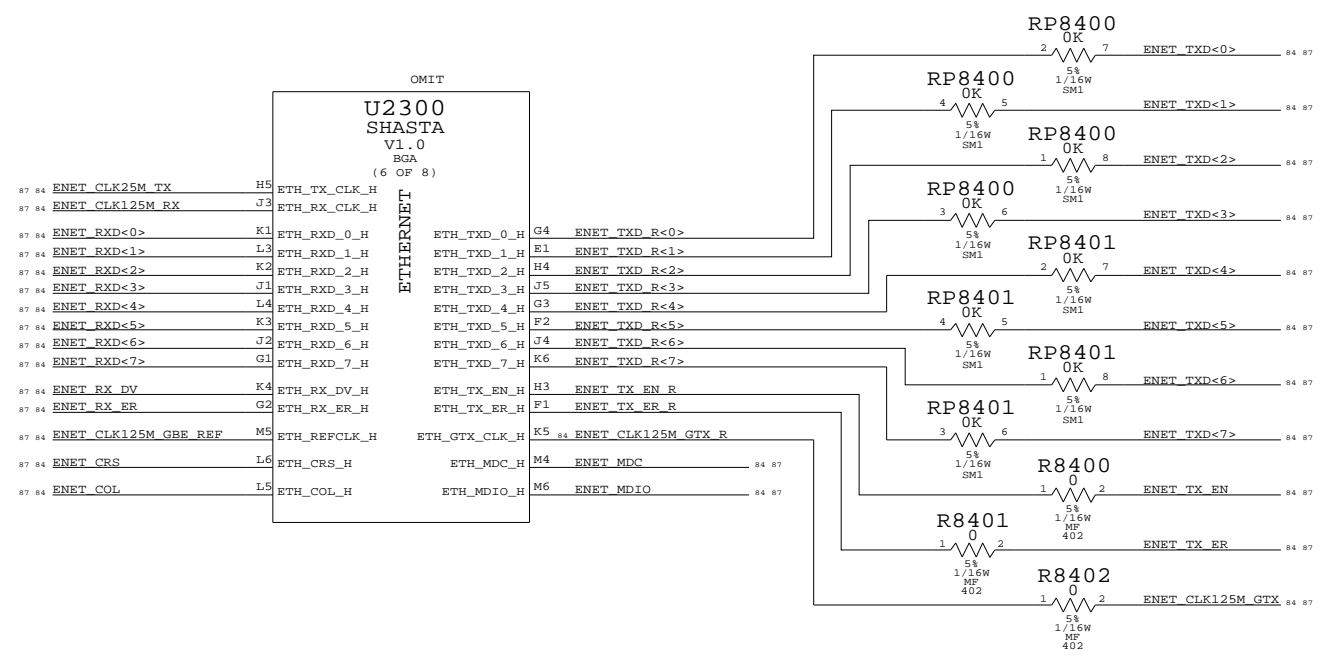 RP8400
0K
2 7 ENET_TXD<0> 84 87
5%
1/16W
SM1
RP8400
0K
4 5 ENET_TXD<1> 84 87
5%
1/16W
SM1
RP8400
0K
1 8 ENET_TXD<2> 84 87
5%
1/16W
SM1
RP8400
0K
3 6 ENET_TXD<3> 84 87
5%
1/16W
SM1
RP8401
0K
2 7 ENET_TXD<4> 84 87
5%
1/16W
SM1
RP8401
0K
4 5 ENET_TXD<5> 84 87
5%
1/16W
SM1
RP8401
0K
1 8 ENET_TXD<6> 84 87
5%
1/16W
SM1
RP8401
0K
3 6 ENET_TXD<7> 84 87
5%
1/16W
SM1
R8400
0
1 2 ENET_TX_EN 84 87
5%
1/16W
MF
402
R8401
0
1 2 ENET_TX_ER 84 87
5%
1/16W
MF
402
R8402
0
1 2 ENET_CLK125M_GTX 84 87
5%
1/16W
MF
402
OMIT
U2300
SHASTA
V1.0
BGA
(6 OF 8)
ETHERNET
87 84 ENET_CLK25M_TX H5 ETH_TX_CLK_H
87 84 ENET_CLK125M_RX J3 ETH_RX_CLK_H
87 84 ENET_RXD<0> K1 ETH_RXD_0_H ETH_TXD_0_H G4 ENET_TXD_R<0>
87 84 ENET_RXD<1> L3 ETH_RXD_1_H ETH_TXD_1_H E1 ENET_TXD_R<1>
87 84 ENET_RXD<2> K2 ETH_RXD_2_H ETH_TXD_2_H H4 ENET_TXD_R<2>
87 84 ENET_RXD<3> J1 ETH_RXD_3_H ETH_TXD_3_H J5 ENET_TXD_R<3>
87 84 ENET_RXD<4> L4 ETH_RXD_4_H ETH_TXD_4_H G3 ENET_TXD_R<4>
87 84 ENET_RXD<5> K3 ETH_RXD_5_H ETH_TXD_5_H F2 ENET_TXD_R<5>
87 84 ENET_RXD<6> J2 ETH_RXD_6_H ETH_TXD_6_H J4 ENET_TXD_R<6>
87 84 ENET_RXD<7> G1 ETH_RXD_7_H ETH_TXD_7_H K6 ENET_TXD_R<7>
87 84 ENET_RX_DV K4 ETH_RX_DV_H ETH_TX_EN_H H3 ENET_TX_EN_R
87 84 ENET_RX_ER G2 ETH_RX_ER_H ETH_TX_ER_H F1 ENET_TX_ER_R
87 84 ENET_CLK125M_GBE_REF M5 ETH_REFCLK_H ETH_GTX_CLK_H K5 84 ENET_CLK125M_GTX_R
87 84 ENET_CRS L6 ETH_CRS_H ETH_MDC_H M4 ENET_MDC 84 87
87 84 ENET_COL L5 ETH_COL_H ETH_MDIO_H M6 ENET_MDIO 84 87